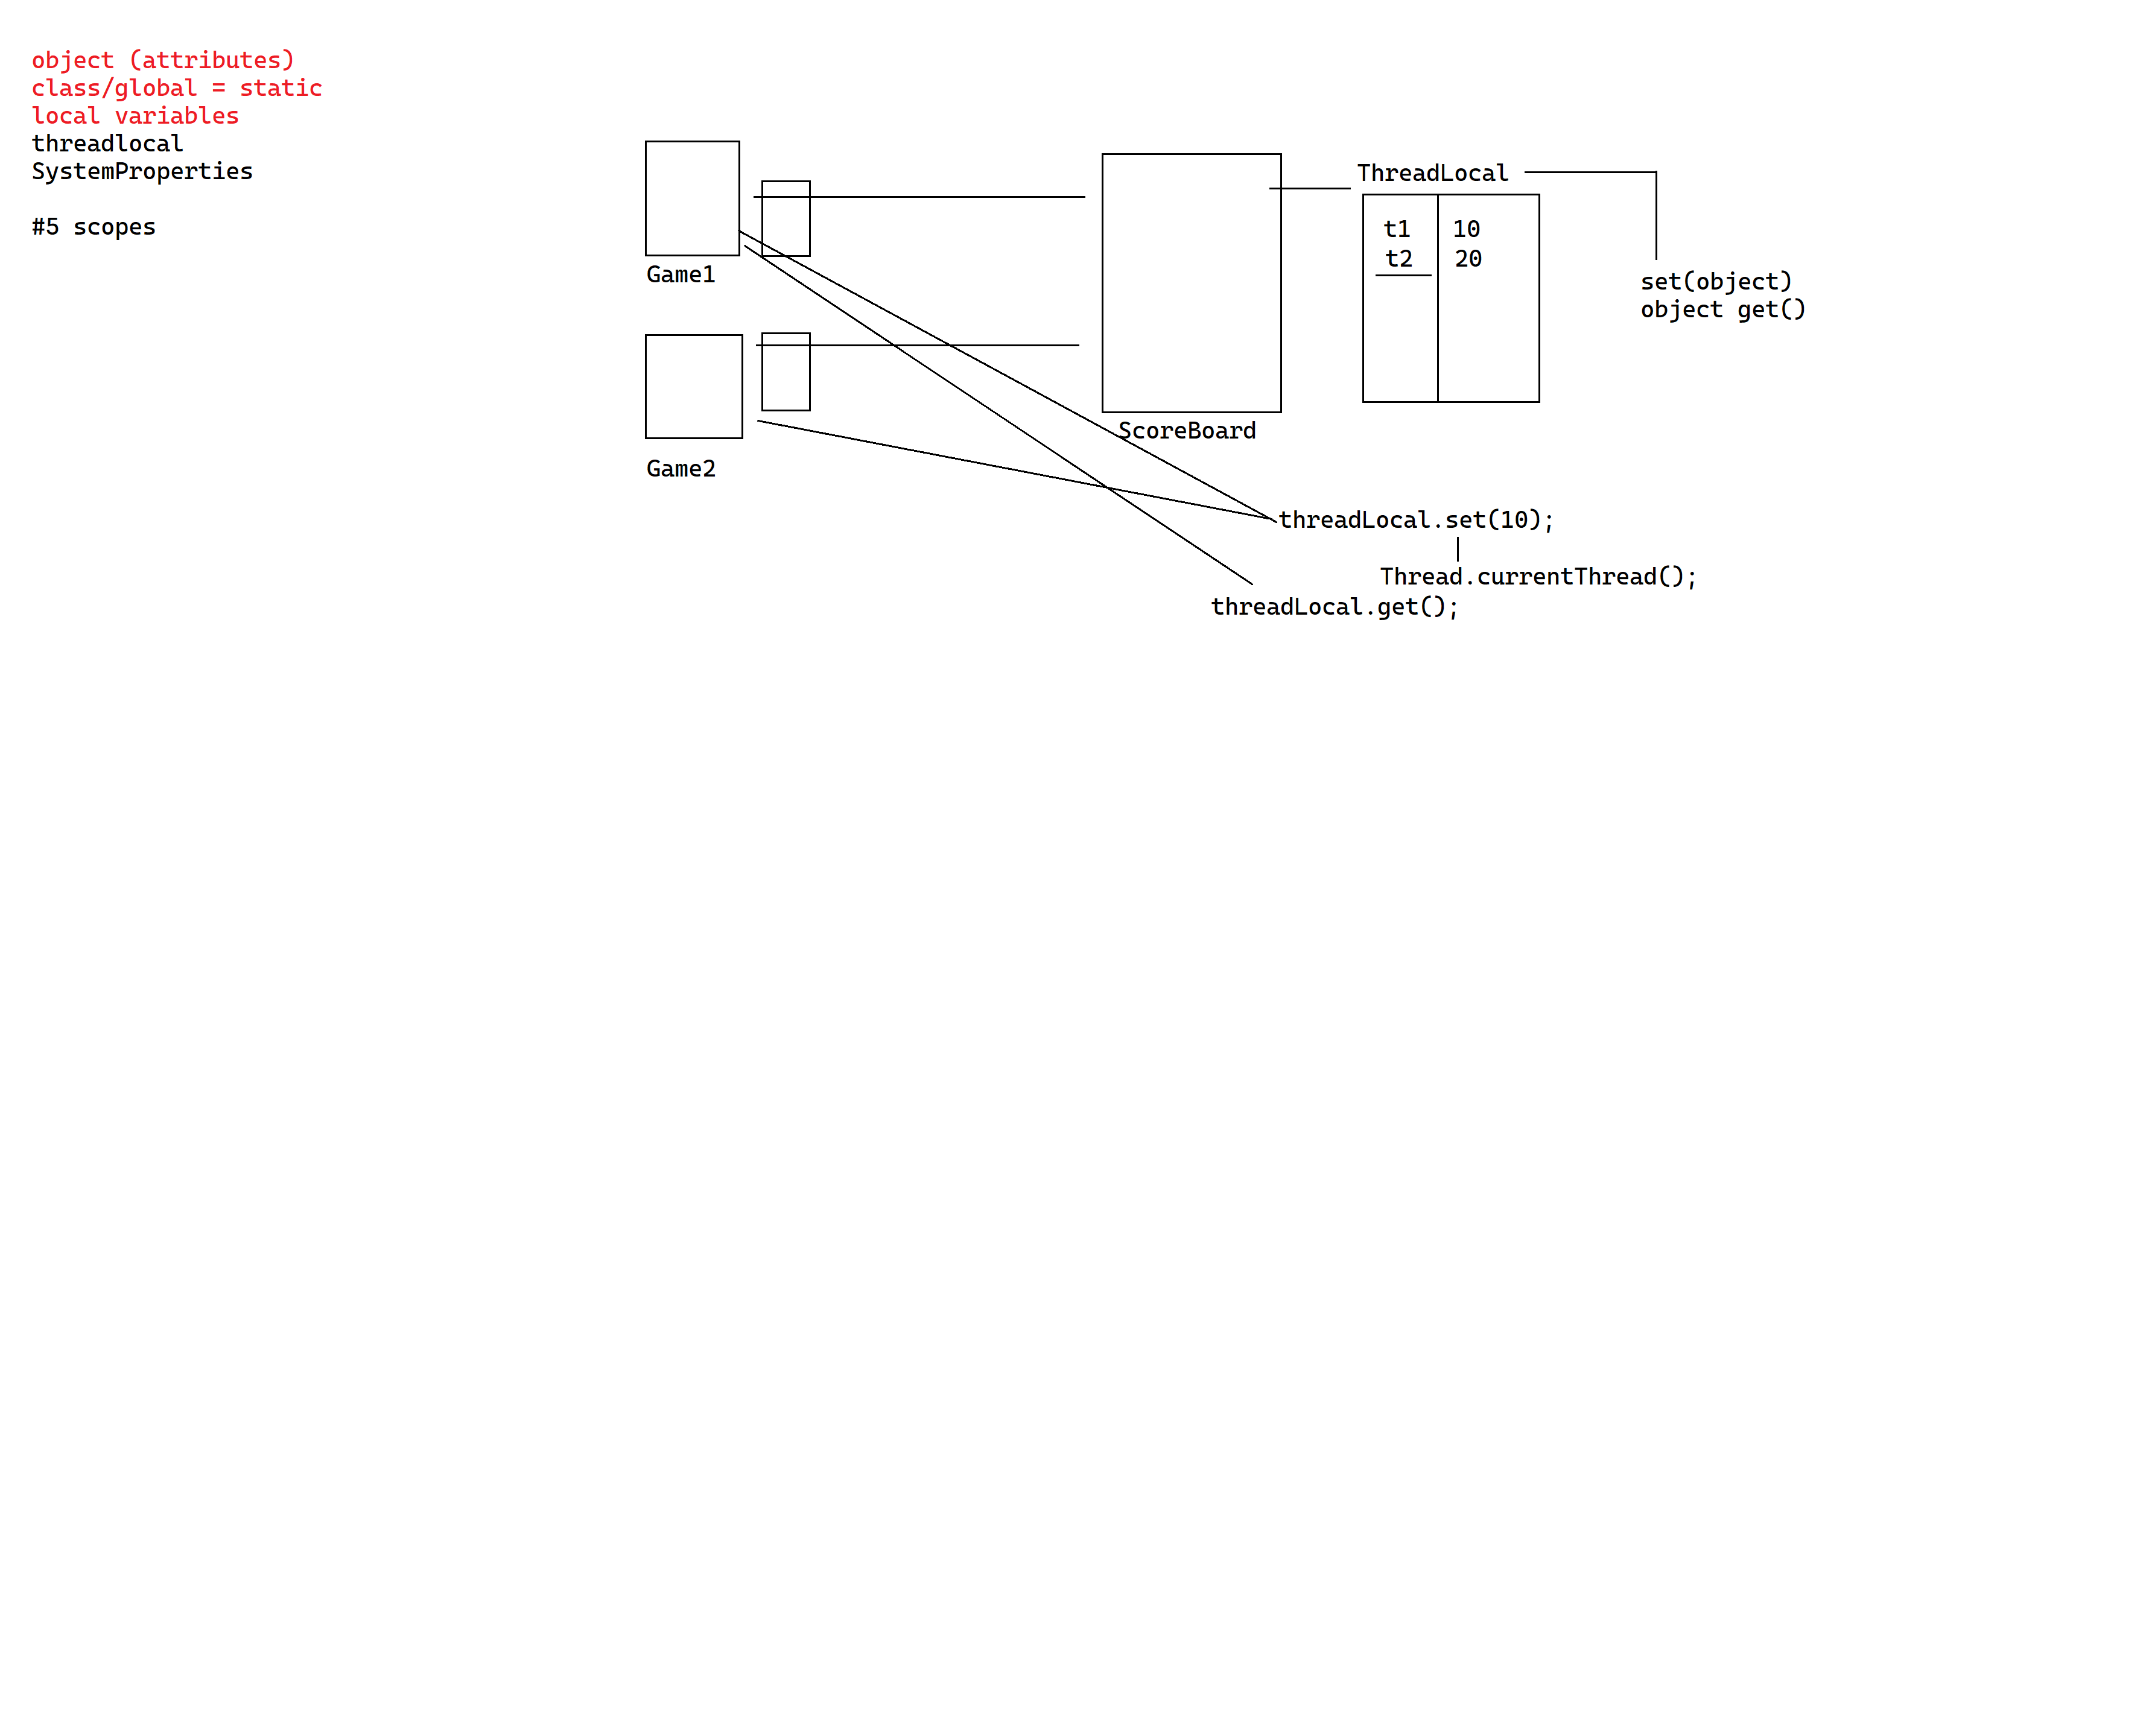 object (attributes)
class/global = static
local variables
threadlocal
SystemProperties
#5 scopes
Game1
Game2
ScoreBoard
ThreadLocal
t1 10
t2 20
set(object)
object get()
threadLocal.set(10);
Thread.currentThread();
threadLocal.get();